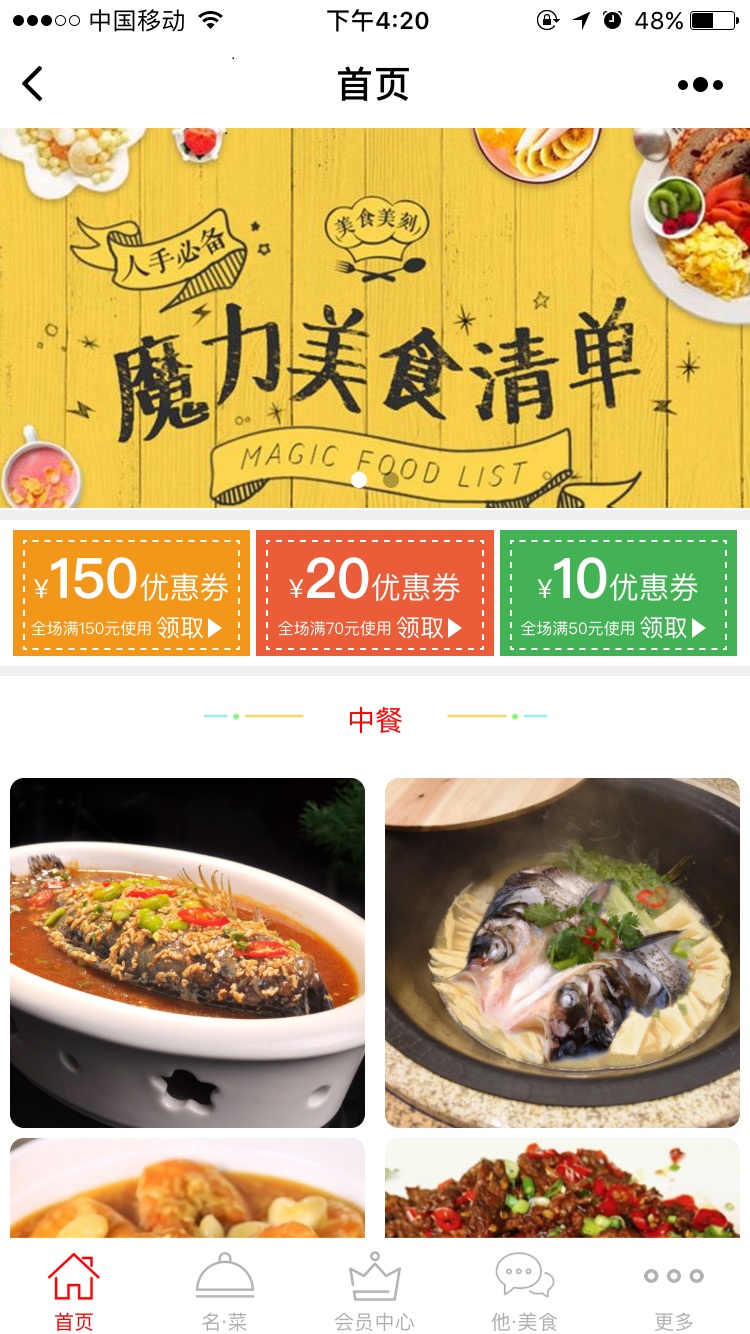 中国移动 下午4:20 48%
首页
美食美刻
人手必备
魔力美食清单
MAGIC FOOD LIST
¥150优惠券 ¥20优惠券 ¥10优惠券
全场满150元使用 领取 全场满70元使用 领取 全场满50元使用 领取
中餐
首页 名·菜 会员中心 他·美食 更多